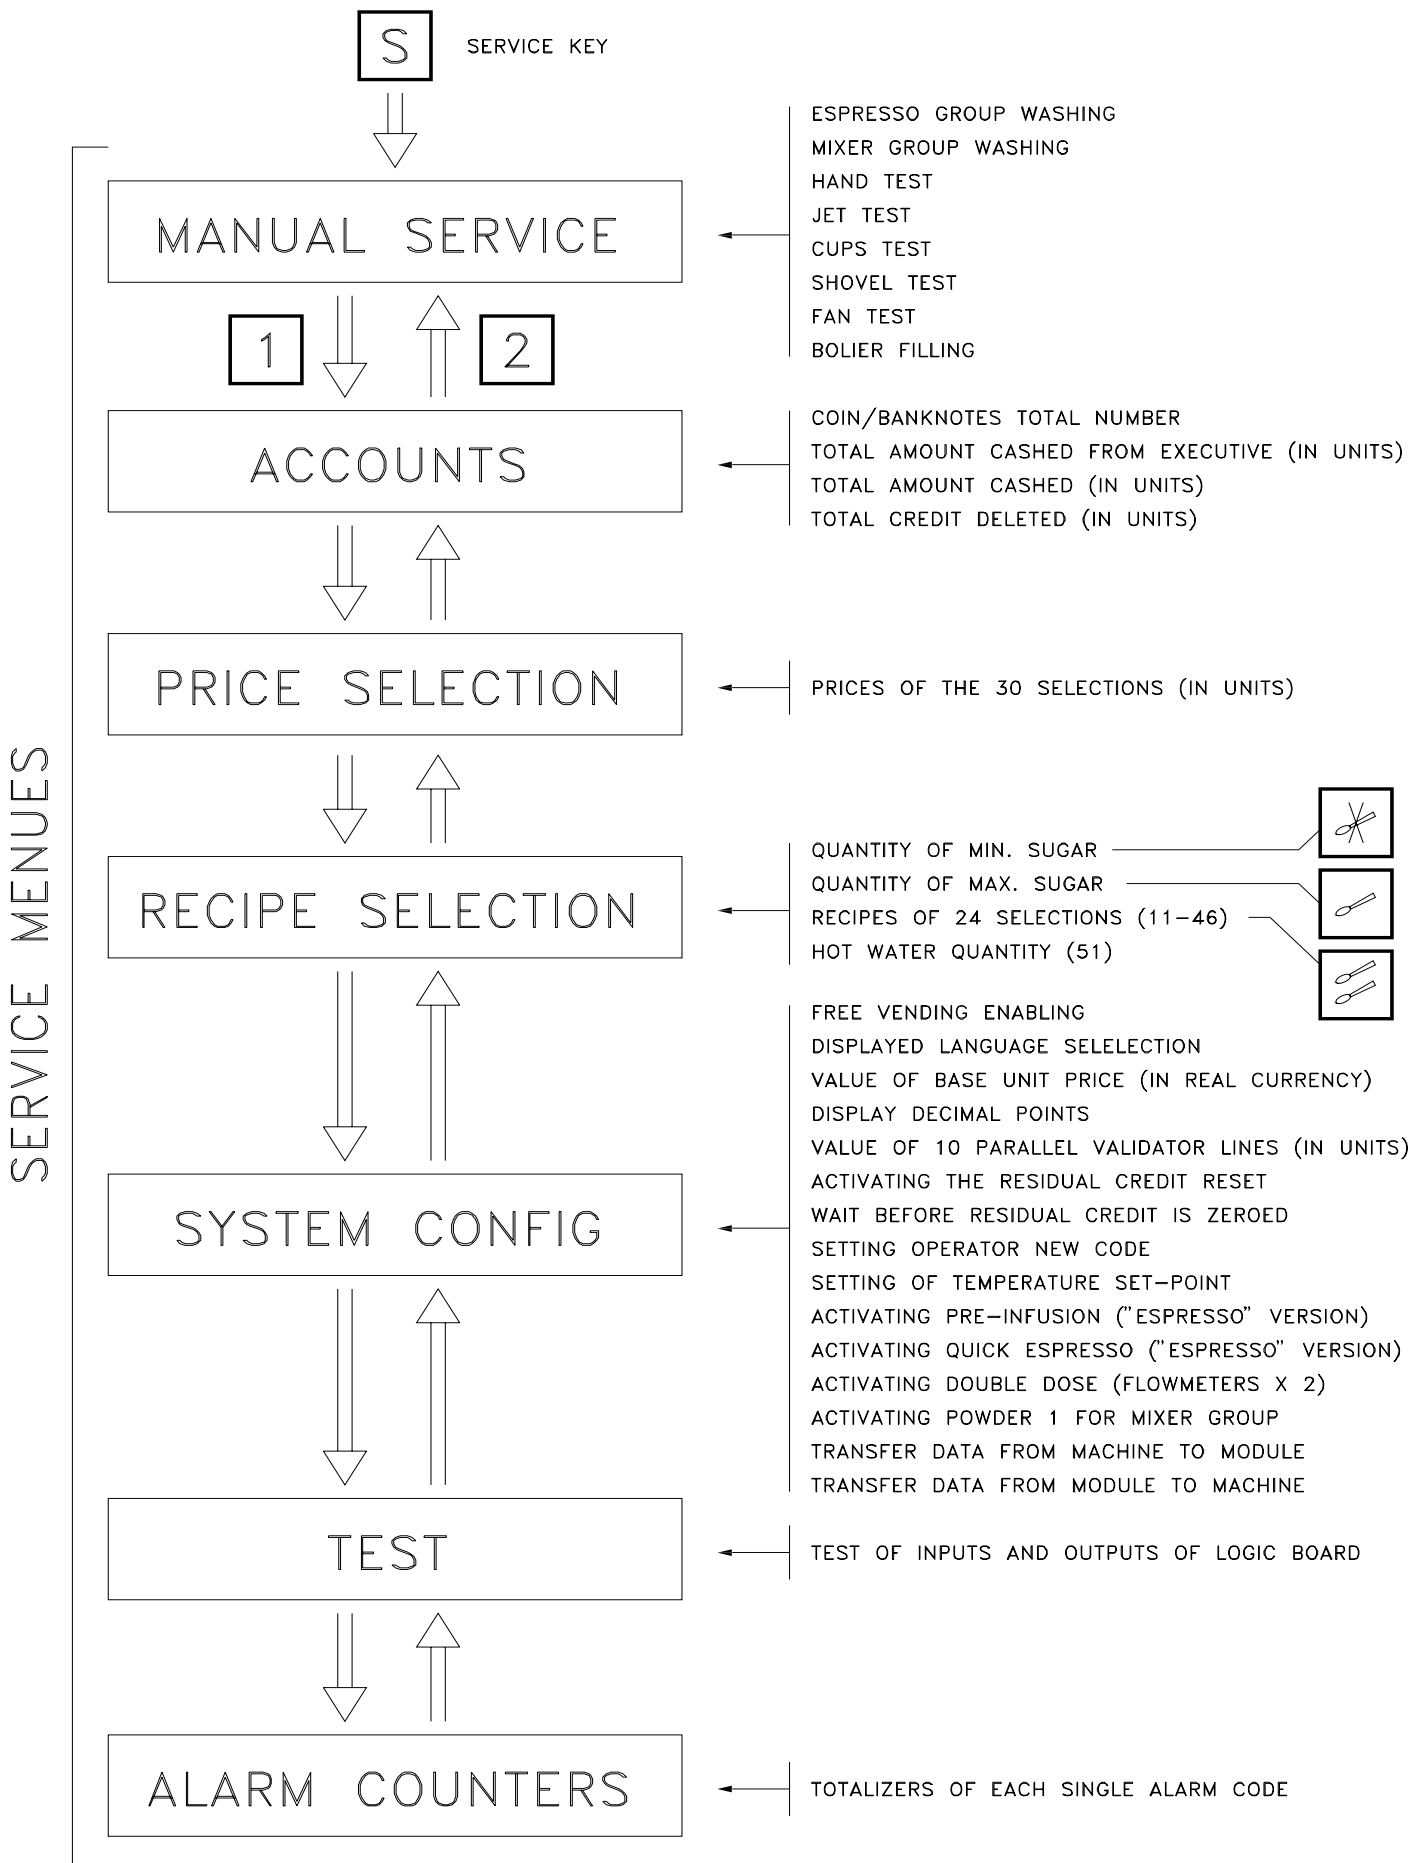 S SERVICE KEY
SERVICE MENUES
MANUAL SERVICE
ESPRESSO GROUP WASHING
MIXER GROUP WASHING
HAND TEST
JET TEST
CUPS TEST
SHOVEL TEST
FAN TEST
BOLIER FILLING
1 2
ACCOUNTS
COIN/BANKNOTES TOTAL NUMBER
TOTAL AMOUNT CASHED FROM EXECUTIVE (IN UNITS)
TOTAL AMOUNT CASHED (IN UNITS)
TOTAL CREDIT DELETED (IN UNITS)
PRICE SELECTION
PRICES OF THE 30 SELECTIONS (IN UNITS)
RECIPE SELECTION
QUANTITY OF MIN. SUGAR
QUANTITY OF MAX. SUGAR
RECIPES OF 24 SELECTIONS (11-46)
HOT WATER QUANTITY (51)
SYSTEM CONFIG
FREE VENDING ENABLING
DISPLAYED LANGUAGE SELELECTION
VALUE OF BASE UNIT PRICE (IN REAL CURRENCY)
DISPLAY DECIMAL POINTS
VALUE OF 10 PARALLEL VALIDATOR LINES (IN UNITS)
ACTIVATING THE RESIDUAL CREDIT RESET
WAIT BEFORE RESIDUAL CREDIT IS ZEROED
SETTING OPERATOR NEW CODE
SETTING OF TEMPERATURE SET-POINT
ACTIVATING PRE-INFUSION ("ESPRESSO" VERSION)
ACTIVATING QUICK ESPRESSO ("ESPRESSO" VERSION)
ACTIVATING DOUBLE DOSE (FLOWMETERS X 2)
ACTIVATING POWDER 1 FOR MIXER GROUP
TRANSFER DATA FROM MACHINE TO MODULE
TRANSFER DATA FROM MODULE TO MACHINE
TEST
TEST OF INPUTS AND OUTPUTS OF LOGIC BOARD
ALARM COUNTERS
TOTALIZERS OF EACH SINGLE ALARM CODE